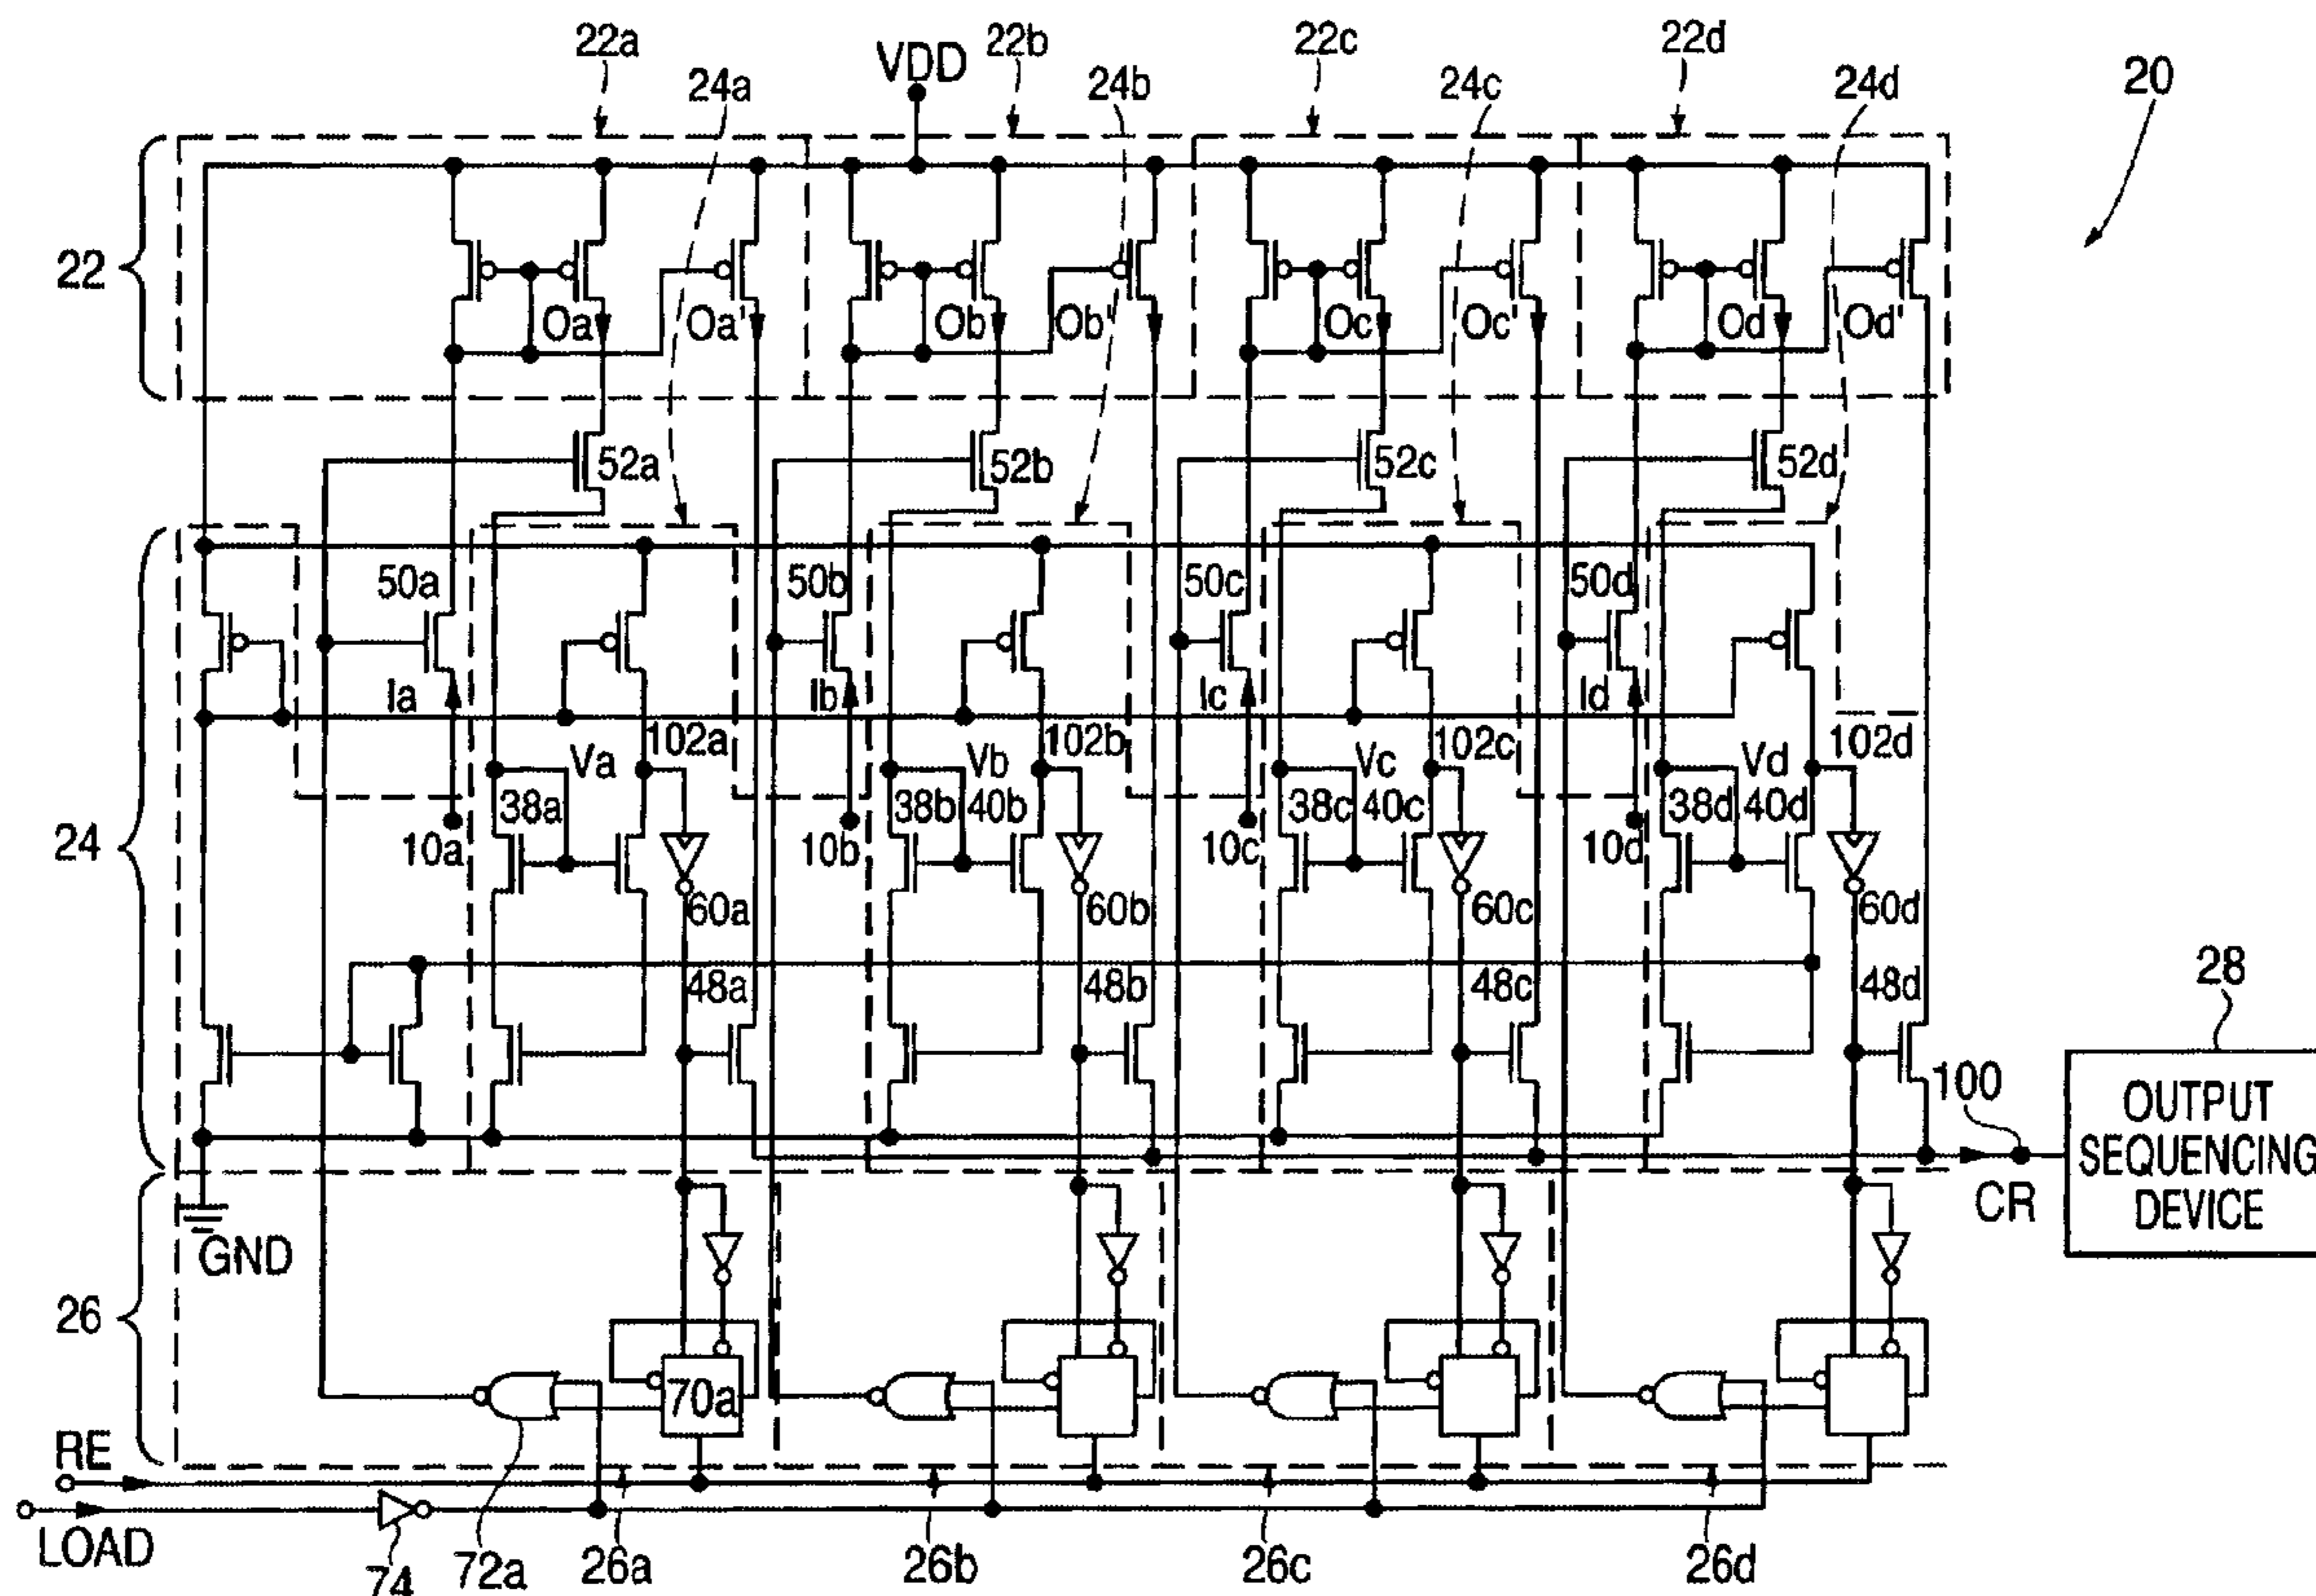 22a 22b 22c 22d
VDD
24a 24b 24c 24d 20
22
Oa Oa' Ob Ob' Oc Oc' Od Od'
52a 52b 52c 52d
50a 50b 50c 50d
Ia Ib Ic Id
102a 102b 102c 102d
Va Vb Vc Vd
38a 38b 40b 38c 40c 38d 40d
24
10a 10b 10c 10d
60a 60b 60c 60d
48a 48b 48c 48d
28
100
OUTPUT
SEQUENCING
DEVICE
CR
GND
26
70a
RE
LOAD
74 72a 26a 26b 26c 26d